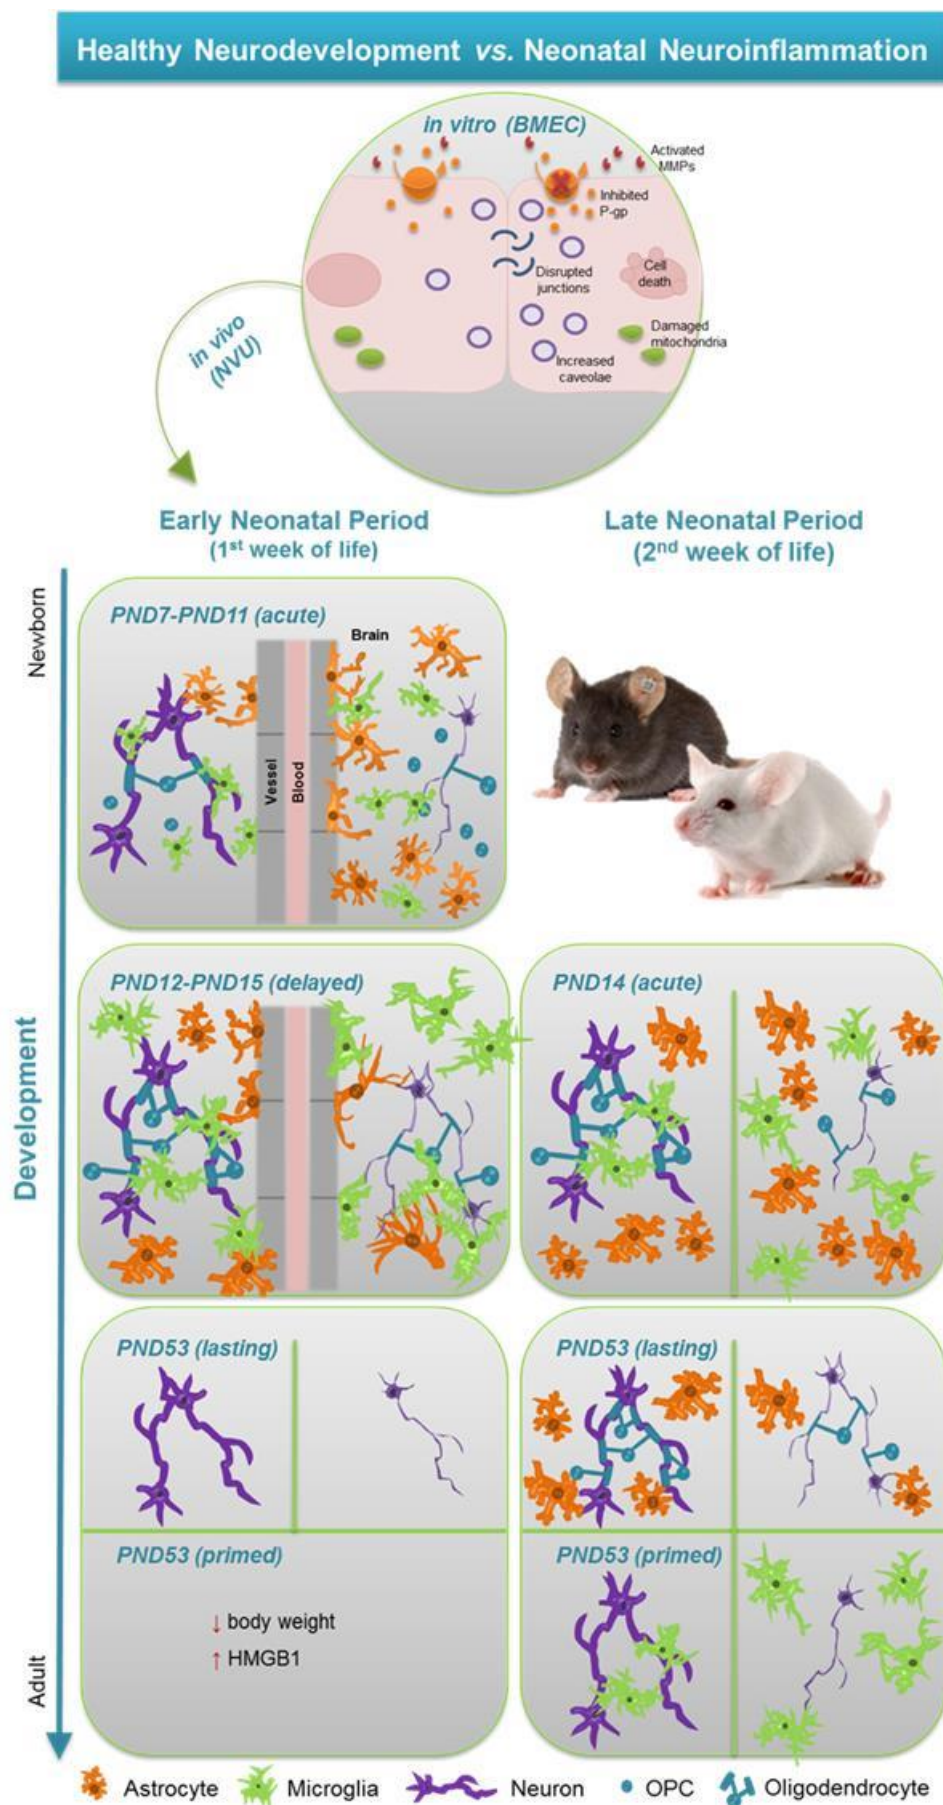 Healthy Neurodevelopment vs. Neonatal Neuroinflammation
in vitro (BMEC)
Activated
MMPs
Inhibited
P-gp
Disrupted
junctions
Cell
death
Damaged
mitochondria
Increased
caveolae
in vivo
(NVU)
Early Neonatal Period
(1st week of life)
Late Neonatal Period
(2nd week of life)
Newborn
PND7-PND11 (acute)
Brain
Vessel
Blood
Development
PND12-PND15 (delayed)
PND14 (acute)
PND53 (lasting)
PND53 (lasting)
PND53 (primed)
↓ body weight
↑ HMGB1
PND53 (primed)
Adult
Astrocyte
Microglia
Neuron
OPC
Oligodendrocyte